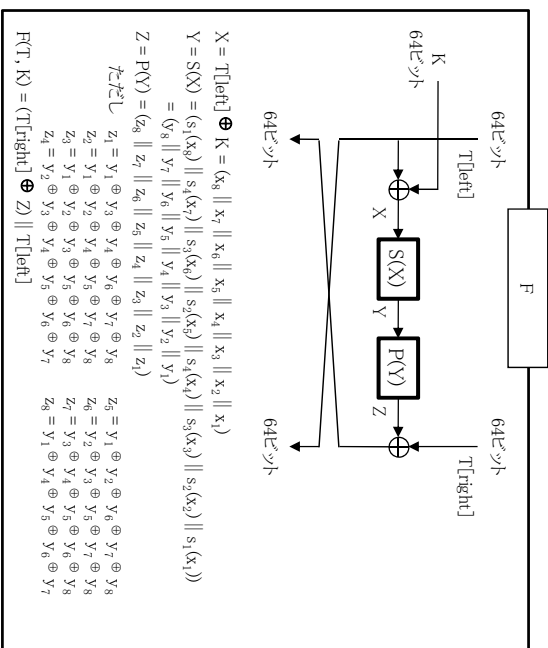 F
64ビット
64ビット
T[left]
T[right]
K
64ビット
X
S(X)
Y
P(Y)
Z
64ビット
64ビット
X = T[left] ⊕ K = (x₈ || x₇ || x₆ || x₅ || x₄ || x₃ || x₂ || x₁)
Y = S(X) = (s₁(x₈) || s₄(x₇) || s₃(x₆) || s₂(x₅) || s₄(x₄) || s₃(x₃) || s₂(x₂) || s₁(x₁))
= (y₈ || y₇ || y₆ || y₅ || y₄ || y₃ || y₂ || y₁)
Z = P(Y) = (z₈ || z₇ || z₆ || z₅ || z₄ || z₃ || z₂ || z₁)
ただし z₁ = y₁ ⊕ y₃ ⊕ y₄ ⊕ y₆ ⊕ y₇ ⊕ y₈ z₅ = y₁ ⊕ y₂ ⊕ y₆ ⊕ y₇ ⊕ y₈
z₂ = y₁ ⊕ y₂ ⊕ y₄ ⊕ y₅ ⊕ y₇ ⊕ y₈ z₆ = y₂ ⊕ y₃ ⊕ y₅ ⊕ y₇ ⊕ y₈
z₃ = y₁ ⊕ y₂ ⊕ y₃ ⊕ y₅ ⊕ y₆ ⊕ y₈ z₇ = y₃ ⊕ y₄ ⊕ y₅ ⊕ y₆ ⊕ y₈
z₄ = y₂ ⊕ y₃ ⊕ y₄ ⊕ y₅ ⊕ y₆ ⊕ y₇ z₈ = y₁ ⊕ y₄ ⊕ y₅ ⊕ y₆ ⊕ y₇
F(T, K) = (T[right] ⊕ Z) || T[left]